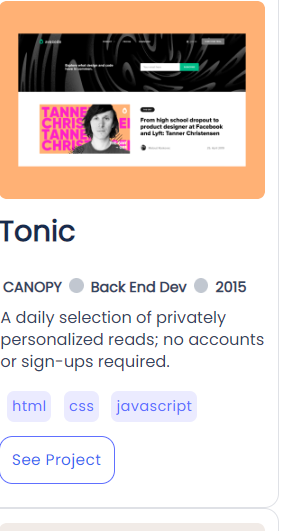 TANNER
CHRIS
TANNER
CHRIS
From high school dropout to
product designer at Facebook
and Lyft: Tanner Christensen
Tonic
CANOPY Back End Dev 2015
A daily selection of privately
personalized reads; no accounts
or sign-ups required.
html css javascript
See Project